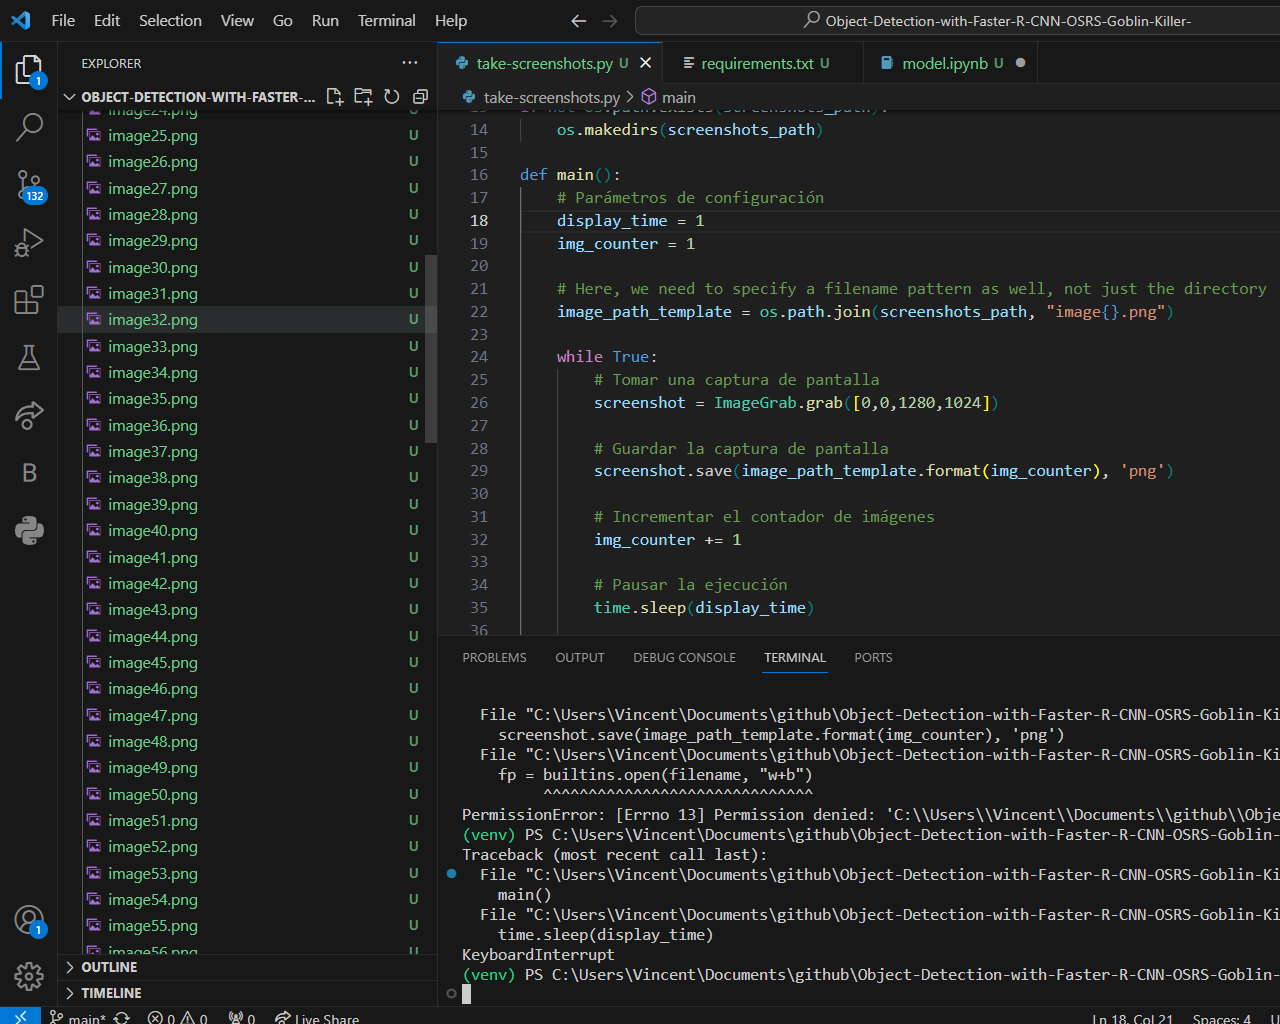 File Edit Selection View Go Run Terminal Help
Object-Detection-with-Faster-R-CNN-OSRS-Goblin-Killer-
EXPLORER
OBJECT-DETECTION-WITH-FASTER-...
image24.png U
image25.png U
image26.png U
image27.png U
image28.png U
image29.png U
image30.png U
image31.png U
image32.png U
image33.png U
image34.png U
image35.png U
image36.png U
image37.png U
image38.png U
image39.png U
image40.png U
image41.png U
image42.png U
image43.png U
image44.png U
image45.png U
image46.png U
image47.png U
image48.png U
image49.png U
image50.png U
image51.png U
image52.png U
image53.png U
image54.png U
image55.png U
image56.png U
OUTLINE
TIMELINE
1
132
B
1
take-screenshots.py U
requirements.txt U
model.ipynb U
take-screenshots.py > main
13 if not os.path.exists(screenshots_path):
14 os.makedirs(screenshots_path)
15
16 def main():
17 # Parámetros de configuración
18 display_time = 1
19 img_counter = 1
20
21 # Here, we need to specify a filename pattern as well, not just the directory
22 image_path_template = os.path.join(screenshots_path, "image{}.png")
23
24 while True:
25 # Tomar una captura de pantalla
26 screenshot = ImageGrab.grab([0,0,1280,1024])
27
28 # Guardar la captura de pantalla
29 screenshot.save(image_path_template.format(img_counter), 'png')
30
31 # Incrementar el contador de imágenes
32 img_counter += 1
33
34 # Pausar la ejecución
35 time.sleep(display_time)
36
PROBLEMS OUTPUT DEBUG CONSOLE TERMINAL PORTS
File "C:\Users\Vincent\Documents\github\Object-Detection-with-Faster-R-CNN-OSRS-Goblin-Ki
screenshot.save(image_path_template.format(img_counter), 'png')
File "C:\Users\Vincent\Documents\github\Object-Detection-with-Faster-R-CNN-OSRS-Goblin-Ki
fp = builtins.open(filename, "w+b")
^^^^^^^^^^^^^^^^^^^^^^^^^^^^^^
PermissionError: [Errno 13] Permission denied: 'C:\\Users\\Vincent\\Documents\\github\\Obje
(venv) PS C:\Users\Vincent\Documents\github\Object-Detection-with-Faster-R-CNN-OSRS-Goblin-
Traceback (most recent call last):
File "C:\Users\Vincent\Documents\github\Object-Detection-with-Faster-R-CNN-OSRS-Goblin-Ki
main()
File "C:\Users\Vincent\Documents\github\Object-Detection-with-Faster-R-CNN-OSRS-Goblin-Ki
time.sleep(display_time)
KeyboardInterrupt
(venv) PS C:\Users\Vincent\Documents\github\Object-Detection-with-Faster-R-CNN-OSRS-Goblin-
main* 0 0 0 Live Share Ln 18, Col 21 Spaces: 4 U